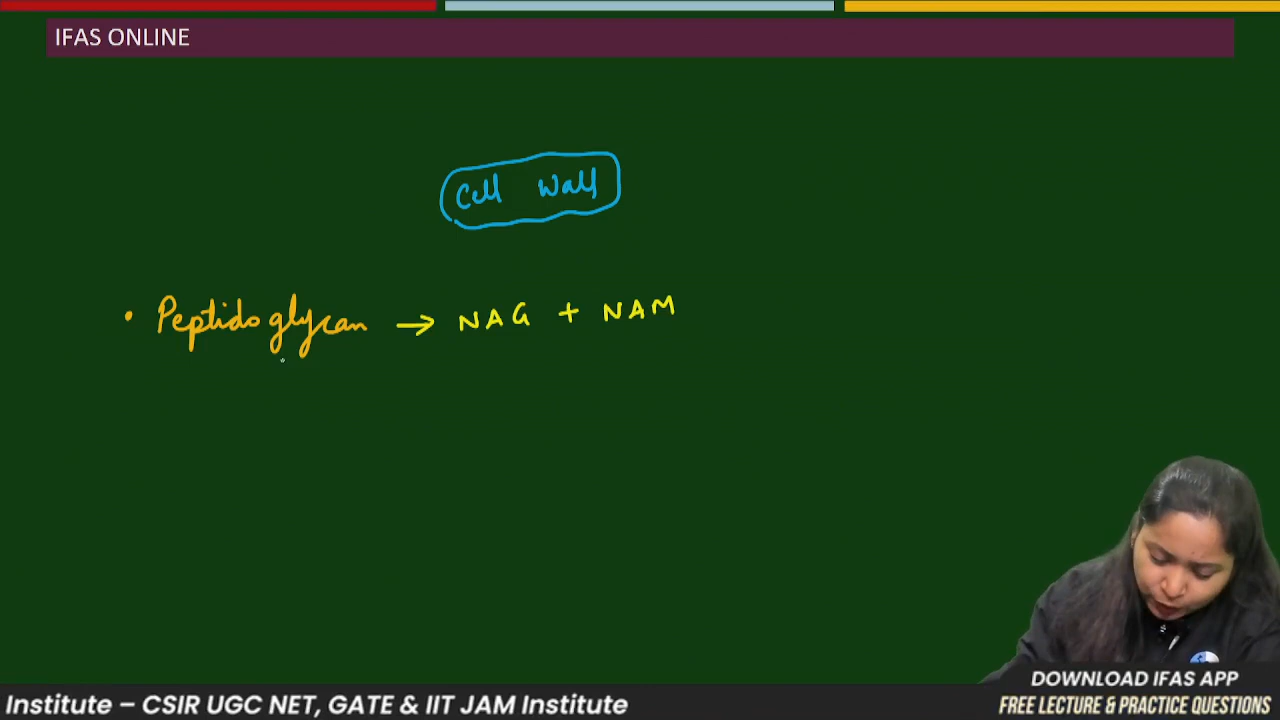 IFAS ONLINE
Cell Wall
• Peptidoglycan → NAG + NAM
DOWNLOAD IFAS APP
Institute – CSIR UGC NET, GATE & IIT JAM Institute
FREE LECTURE & PRACTICE QUESTIONS